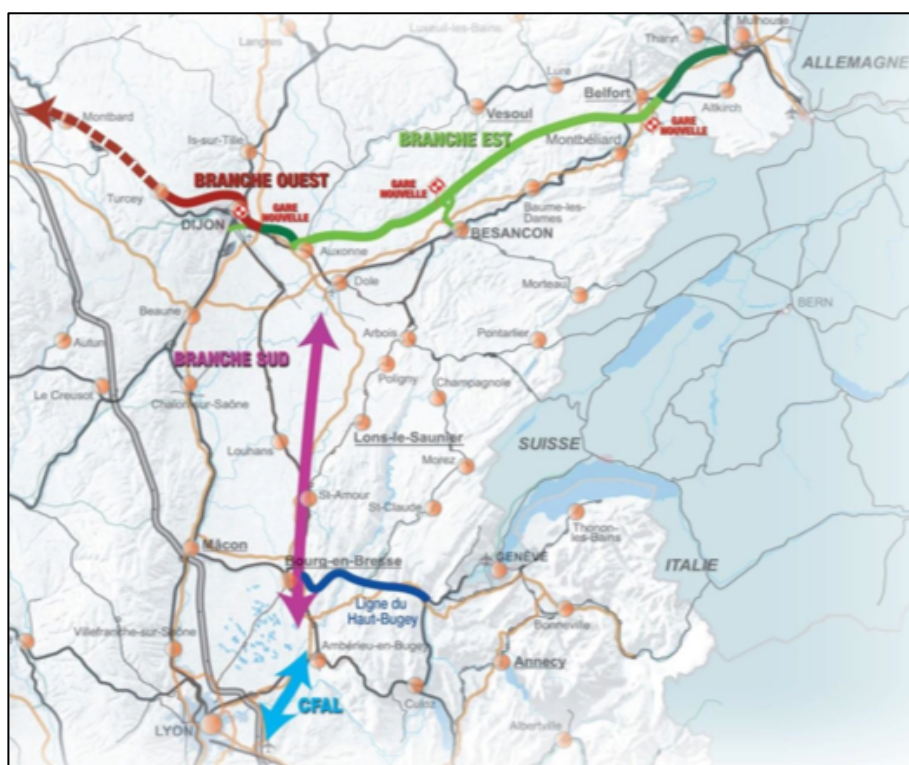 Luxeuil-les-Bains
Mulhouse
Thann
Langres
ALLEMAGNE
Lure
Belfort
Vesoul
Altkirch
Montbard
GARE
NOUVELLE
BRANCHE EST
Is-sur-Tille
Montbéliard
BRANCHE OUEST
GARE
NOUVELLE
Turcey
GARE
NOUVELLE
Baume-les-
Dames
DIJON
BESANCON
Auxonne
Dole
Morteau
BERN
Beaune
Arbois
Pontarlier
Autun
BRANCHE SUD
Poligny
Champagnole
Le Creusot
Chalon-sur-Saône
Lons-le-Saunier
SUISSE
Louhans
Morez
St-Amour
St-Claude
Thonon-
les-Bains
Mâcon
GENÈVE
ITALIE
Bourg-en-Bresse
Ligne du
Haut-Bugey
Bonneville
Villefranche-sur-Saône
Ambérieu-en-Bugey
Annecy
Culoz
CFAL
LYON
Albertville